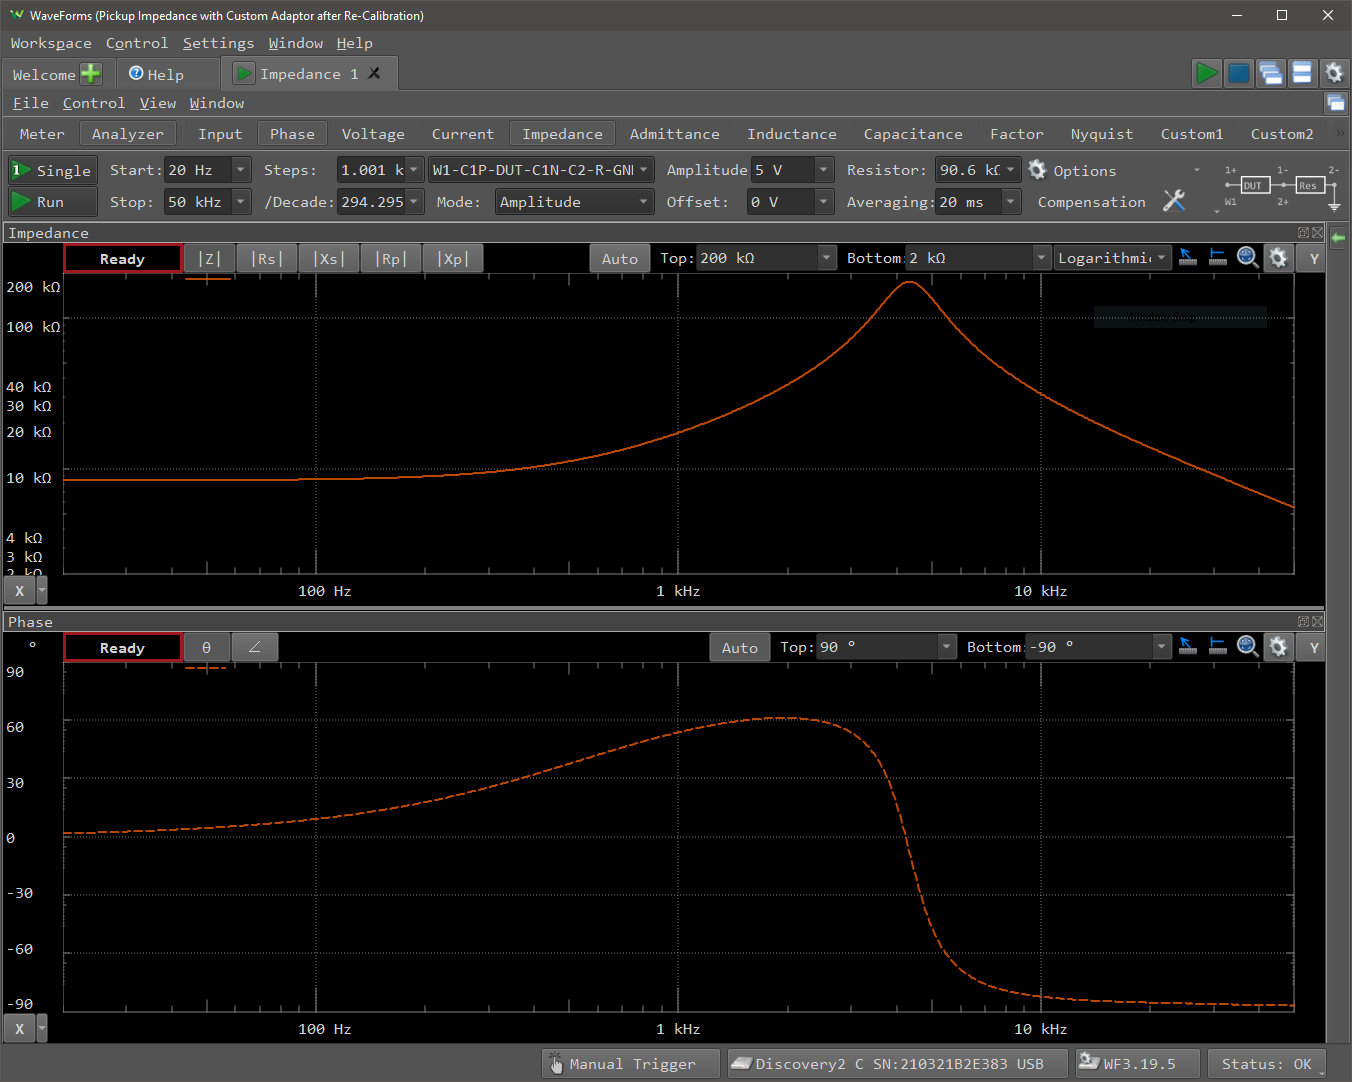 WaveForms (Pickup Impedance with Custom Adaptor after Re-Calibration)
Workspace Control Settings Window Help
Welcome Help Impedance 1
File Control View Window
Meter Analyzer Input Phase Voltage Current Impedance Admittance Inductance Capacitance Factor Nyquist Custom1 Custom2 »
1 Single Start: 20 Hz Steps: 1.001 k W1-C1P-DUT-C1N-C2-R-GN Amplitude 5 V Resistor: 90.6 k Options
Run Stop: 50 kHz /Decade: 294.295 Mode: Amplitude Offset: 0 V Averaging: 20 ms Compensation
1+ 1- 2-
DUT Res
W1 2+
Impedance
Ready |Z| |Rs| |Xs| |Rp| |Xp| Auto Top: 200 kΩ Bottom: 2 kΩ Logarithmi Y
200 kΩ
100 kΩ
40 kΩ
30 kΩ
20 kΩ
10 kΩ
4 kΩ
3 kΩ
2 kΩ
X 100 Hz 1 kHz 10 kHz
Phase
° Ready θ ∠ Auto Top: 90 ° Bottom: -90 ° Y
90
60
30
0
-30
-60
-90
X 100 Hz 1 kHz 10 kHz
Manual Trigger Discovery2 C SN:210321B2E383 USB WF3.19.5 Status: OK